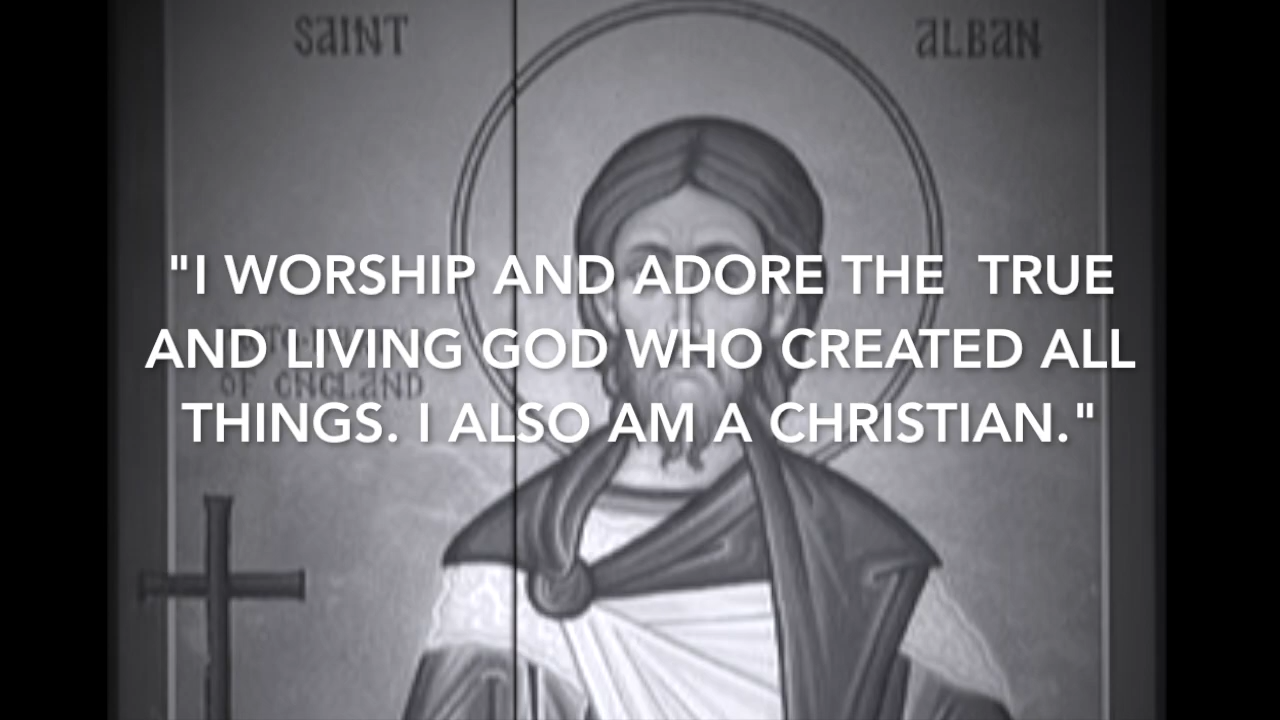 SAINT ALBAN
"I WORSHIP AND ADORE THE TRUE
AND LIVING GOD WHO CREATED ALL
OF ENGLAND
THINGS. I ALSO AM A CHRISTIAN."